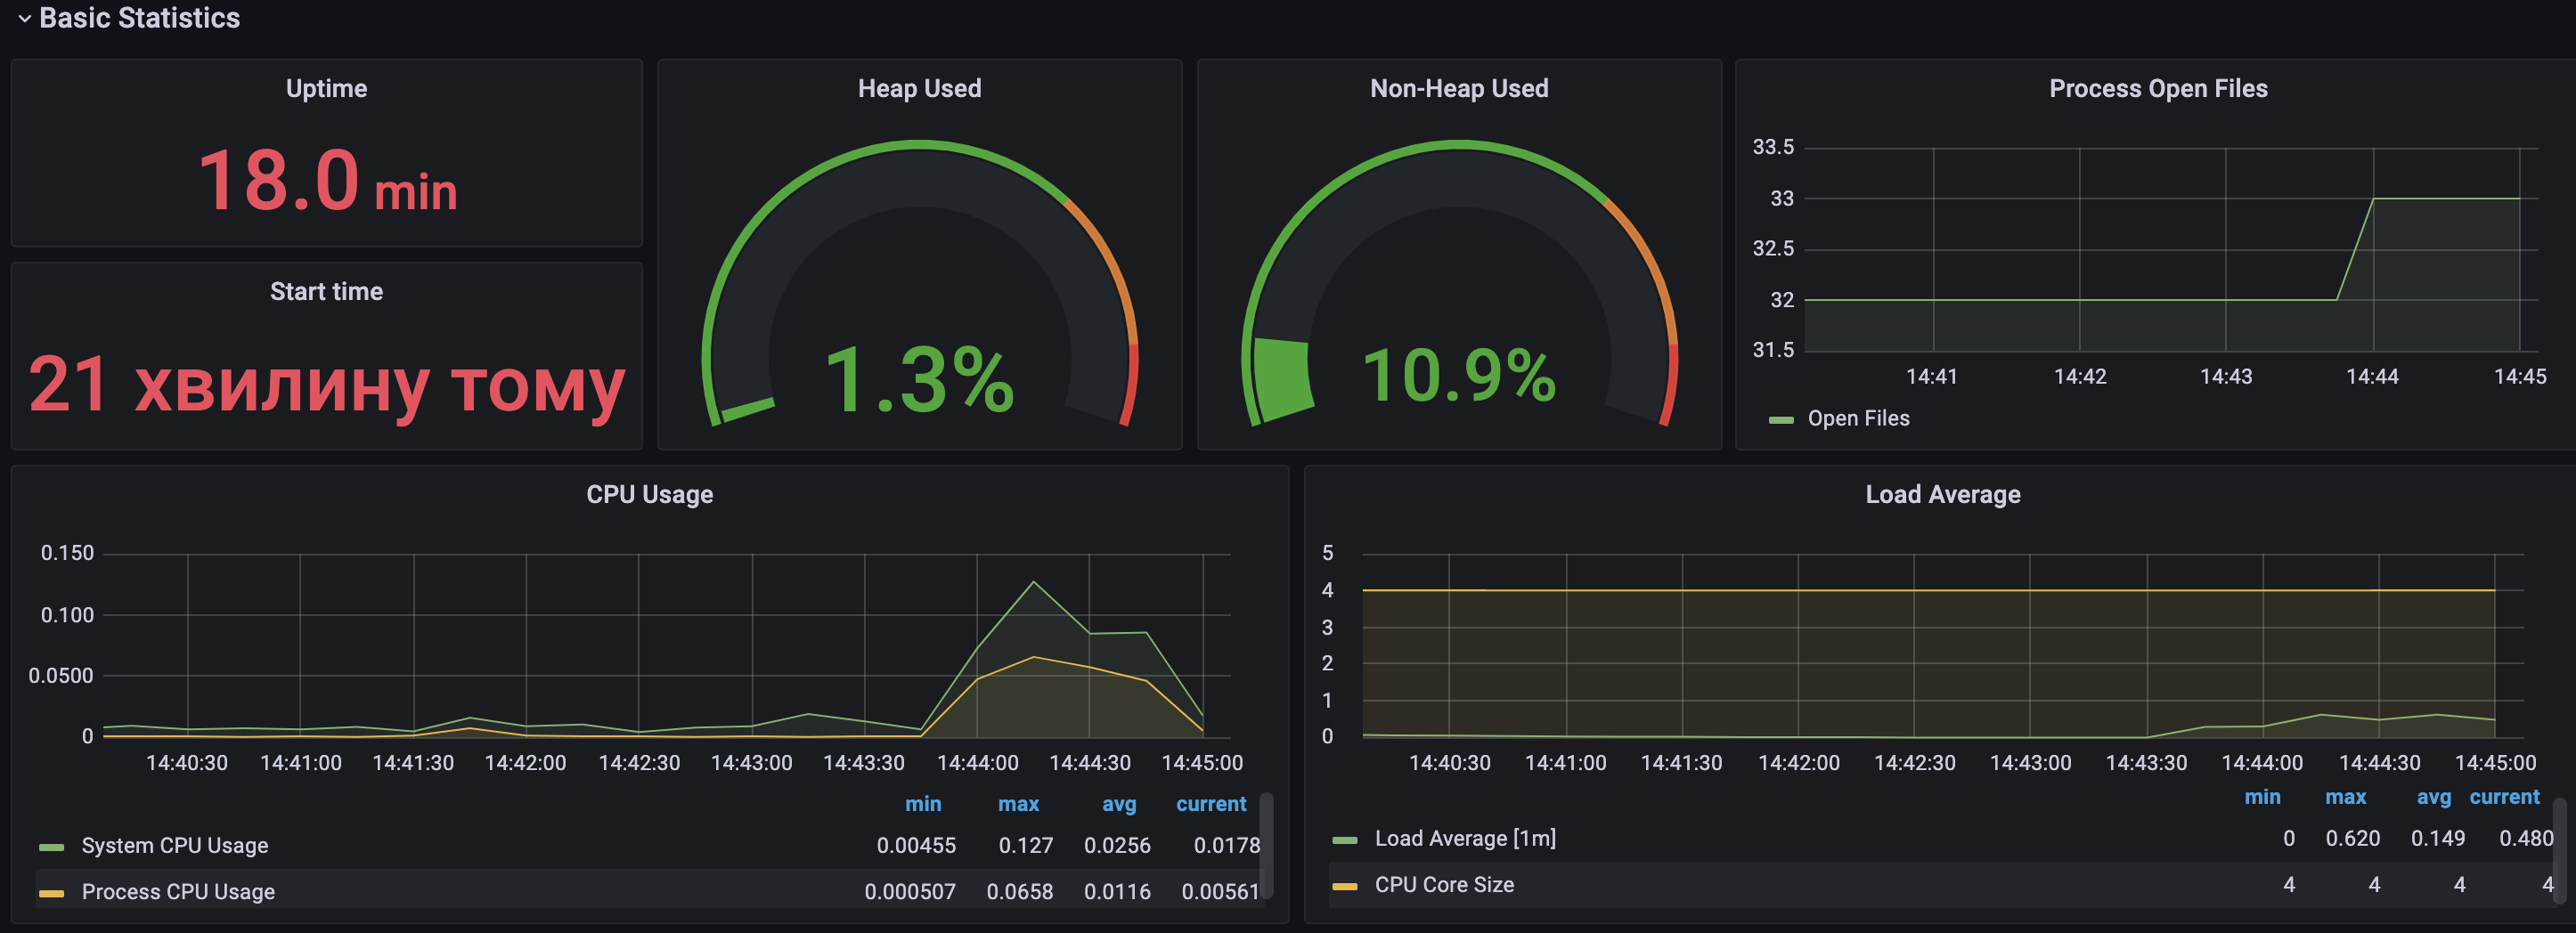 Basic Statistics
Uptime
18.0 min
Start time
21 хвилину тому
Heap Used
1.3%
Non-Heap Used
10.9%
Process Open Files
33.5
33
32.5
32
31.5
14:41 14:42 14:43 14:44 14:45
Open Files
CPU Usage
0.150
0.100
0.0500
0
14:40:30 14:41:00 14:41:30 14:42:00 14:42:30 14:43:00 14:43:30 14:44:00 14:44:30 14:45:00
min max avg current
System CPU Usage 0.00455 0.127 0.0256 0.0178
Process CPU Usage 0.000507 0.0658 0.0116 0.00561
Load Average
5
4
3
2
1
0
14:40:30 14:41:00 14:41:30 14:42:00 14:42:30 14:43:00 14:43:30 14:44:00 14:44:30 14:45:00
min max avg current
Load Average [1m] 0 0.620 0.149 0.480
CPU Core Size 4 4 4 4